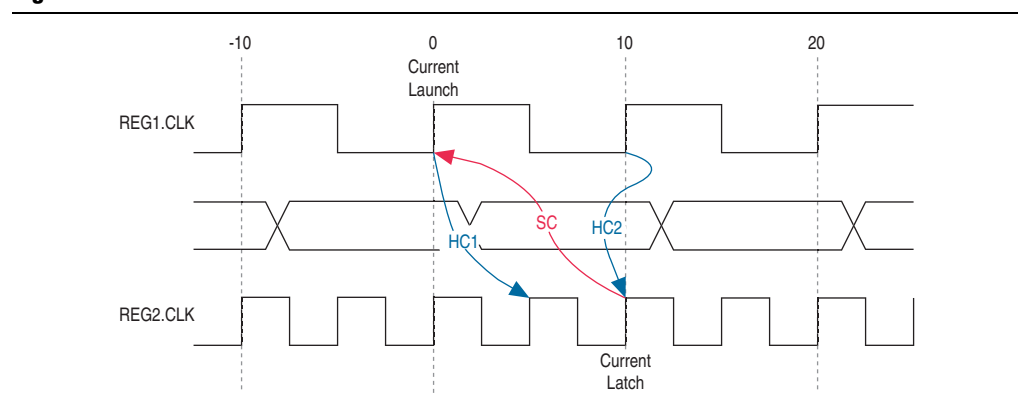 -10 0 10 20
Current
Launch
REG1.CLK
SC
HC2
HC1
REG2.CLK
Current
Latch